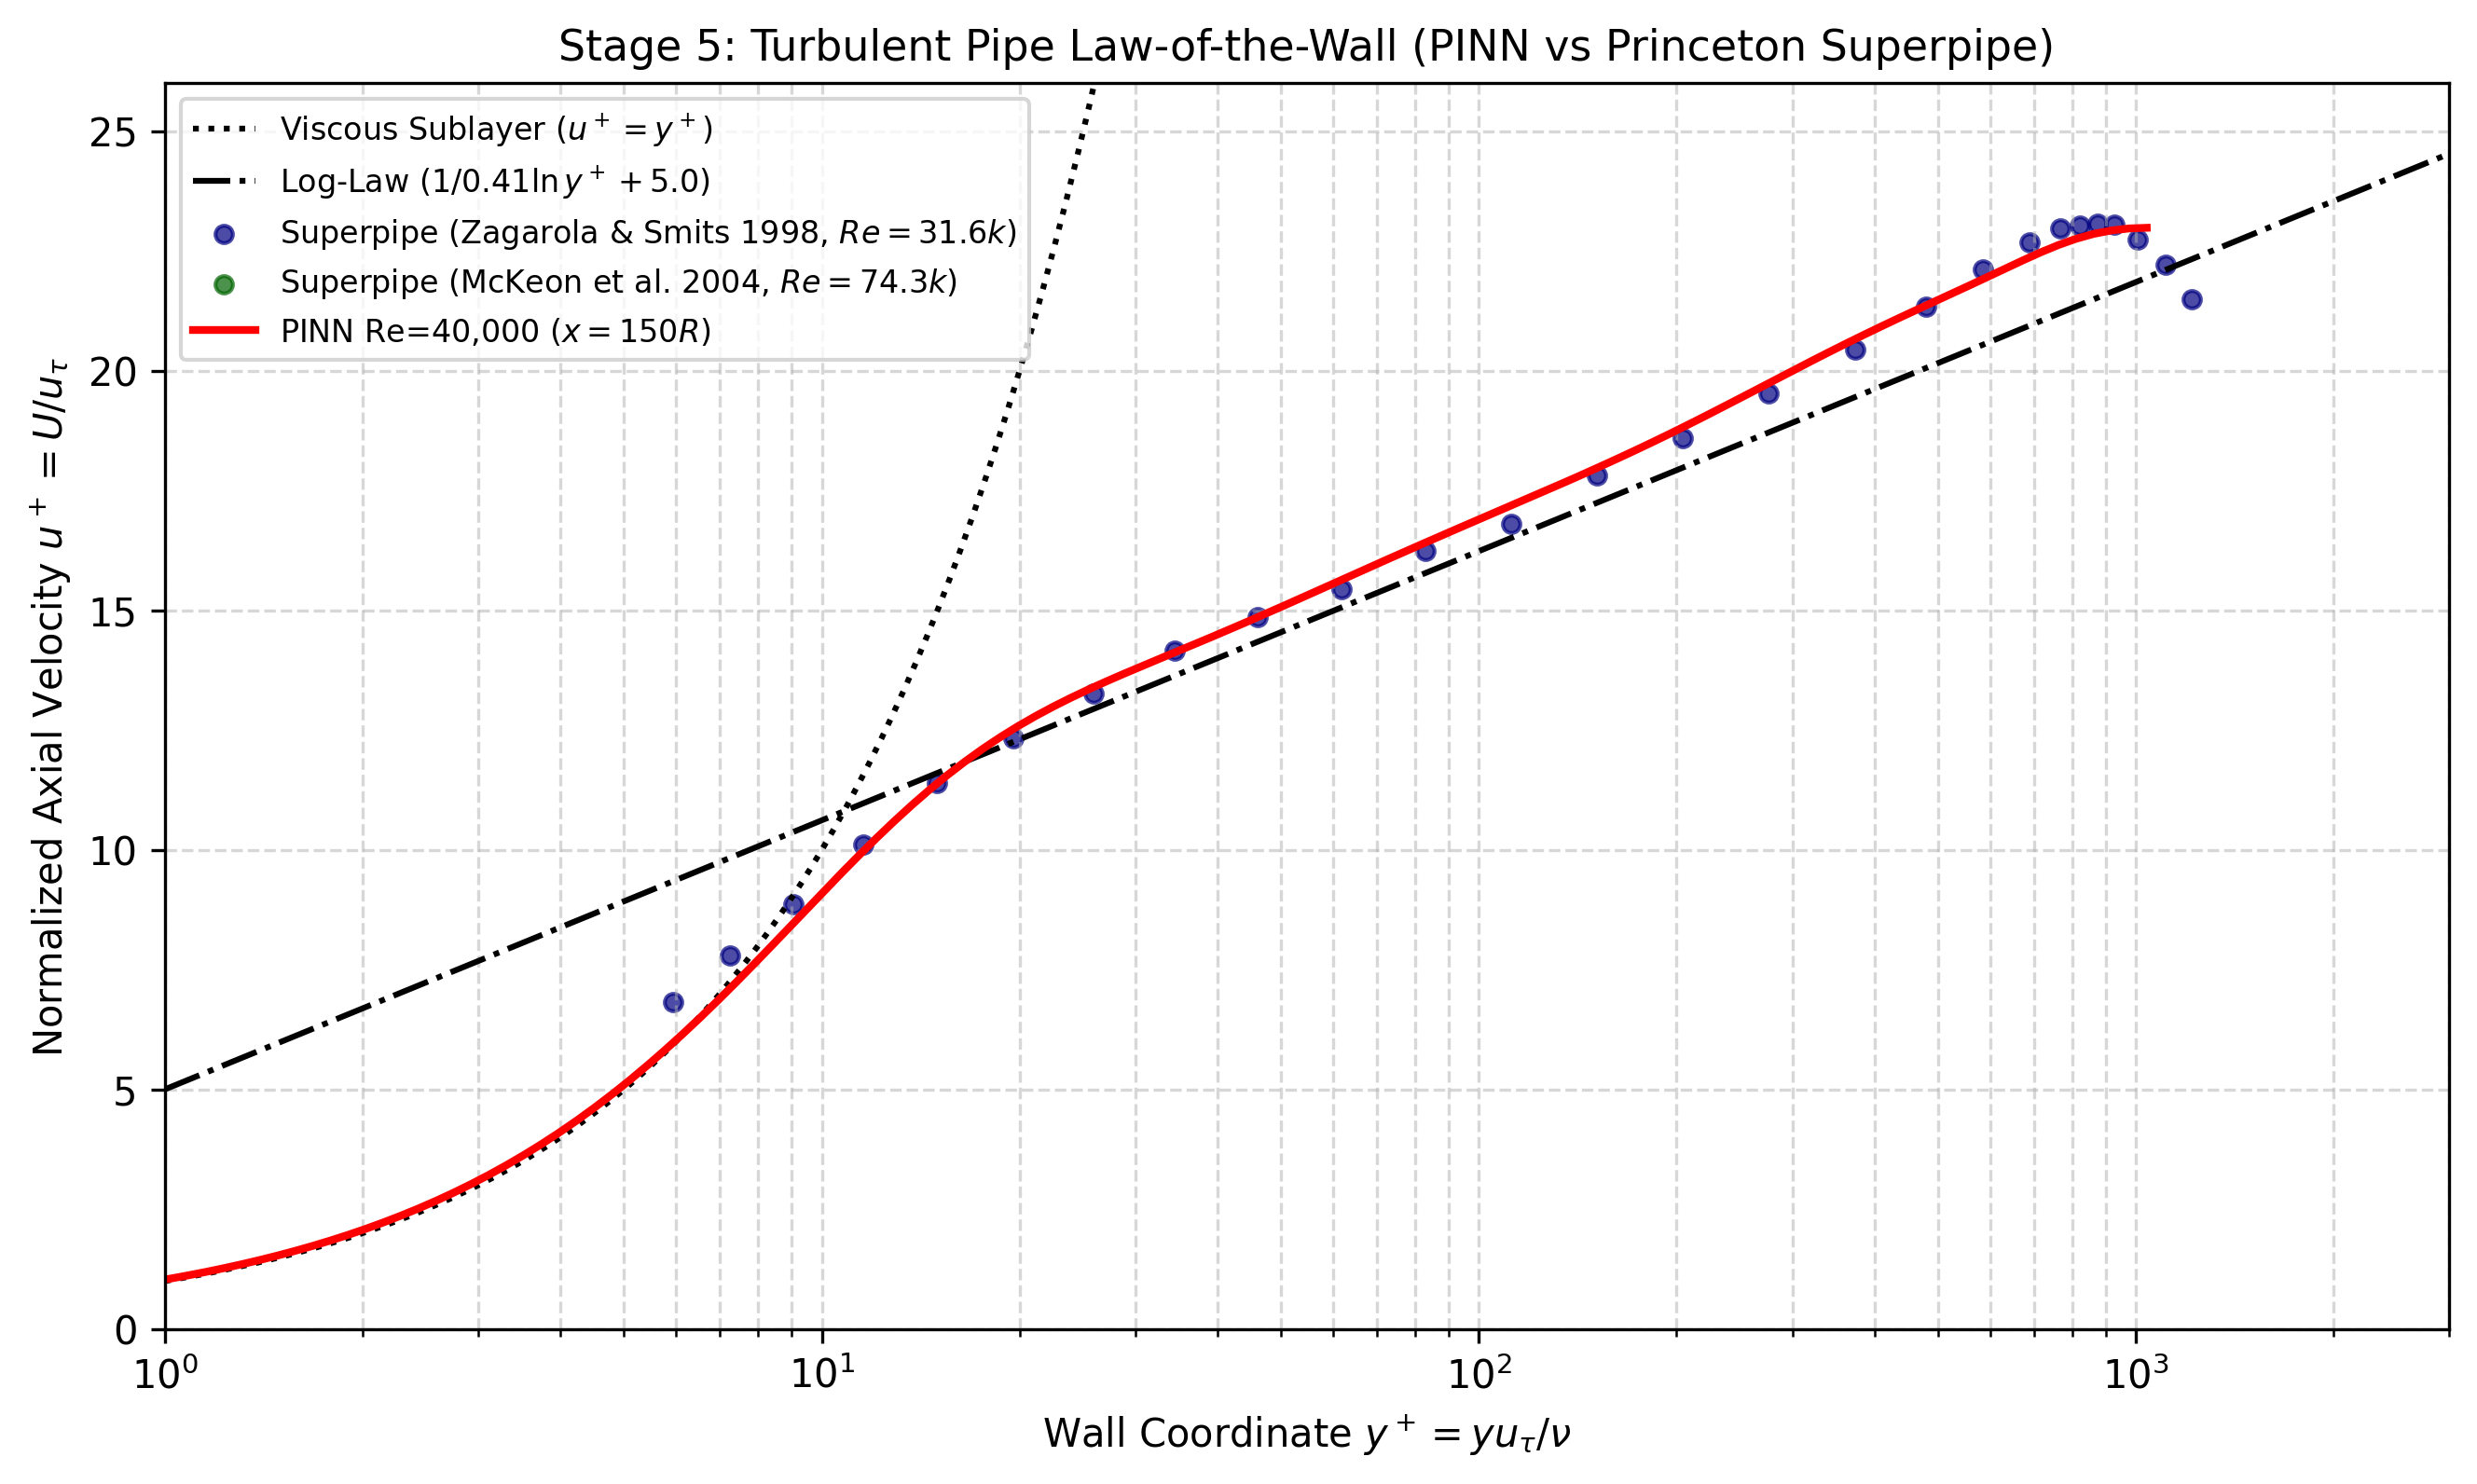 Stage 5: Turbulent Pipe Law-of-the-Wall (PINN vs Princeton Superpipe)
Viscous Sublayer (u⁺ = y⁺)
Log-Law (1/0.41ln y⁺ + 5.0)
Superpipe (Zagarola & Smits 1998, Re = 31.6k)
Superpipe (McKeon et al. 2004, Re = 74.3k)
PINN Re=40,000 (x = 150R)
Normalized Axial Velocity u⁺ = U/u_τ
25
20
15
10
5
0
10⁰
10¹
10²
10³
Wall Coordinate y⁺ = yu_τ/ν